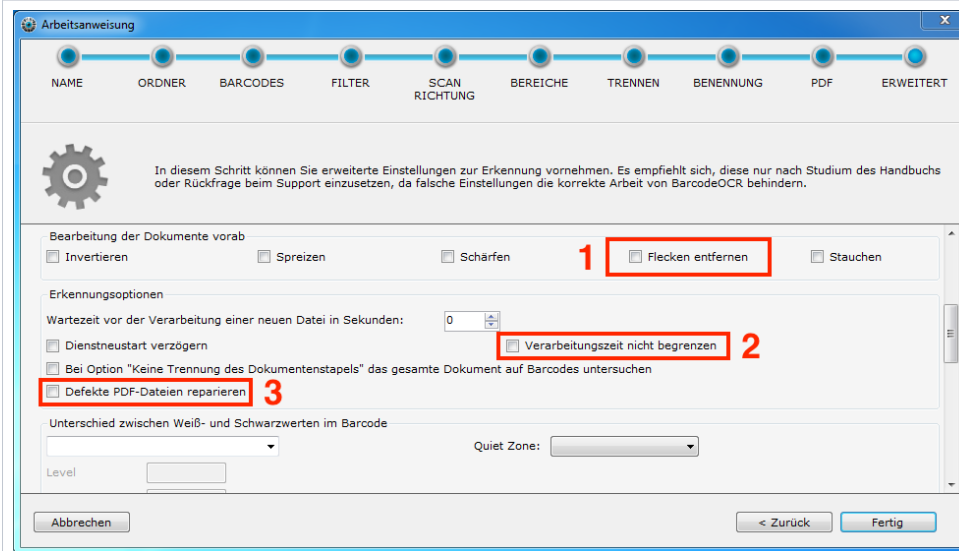 Arbeitsanweisung
x
NAME ORDNER BARCODES FILTER SCAN RICHTUNG BEREICHE TRENNEN BENENNUNG PDF ERWEITERT
In diesem Schritt können Sie erweiterte Einstellungen zur Erkennung vornehmen. Es empfiehlt sich, diese nur nach Studium des Handbuchs
oder Rückfrage beim Support einzusetzen, da falsche Einstellungen die korrekte Arbeit von BarcodeOCR behindern.
Bearbeitung der Dokumente vorab
Invertieren Spreizen Schärfen 1 Flecken entfernen Stauchen
Erkennungsoptionen
Wartezeit vor der Verarbeitung einer neuen Datei in Sekunden: 0
Dienstneustart verzögern Verarbeitungszeit nicht begrenzen 2
Bei Option "Keine Trennung des Dokumentenstapels" das gesamte Dokument auf Barcodes untersuchen
Defekte PDF-Dateien reparieren 3
Unterschied zwischen Weiß- und Schwarzwerten im Barcode
Quiet Zone:
Level
Abbrechen < Zurück Fertig